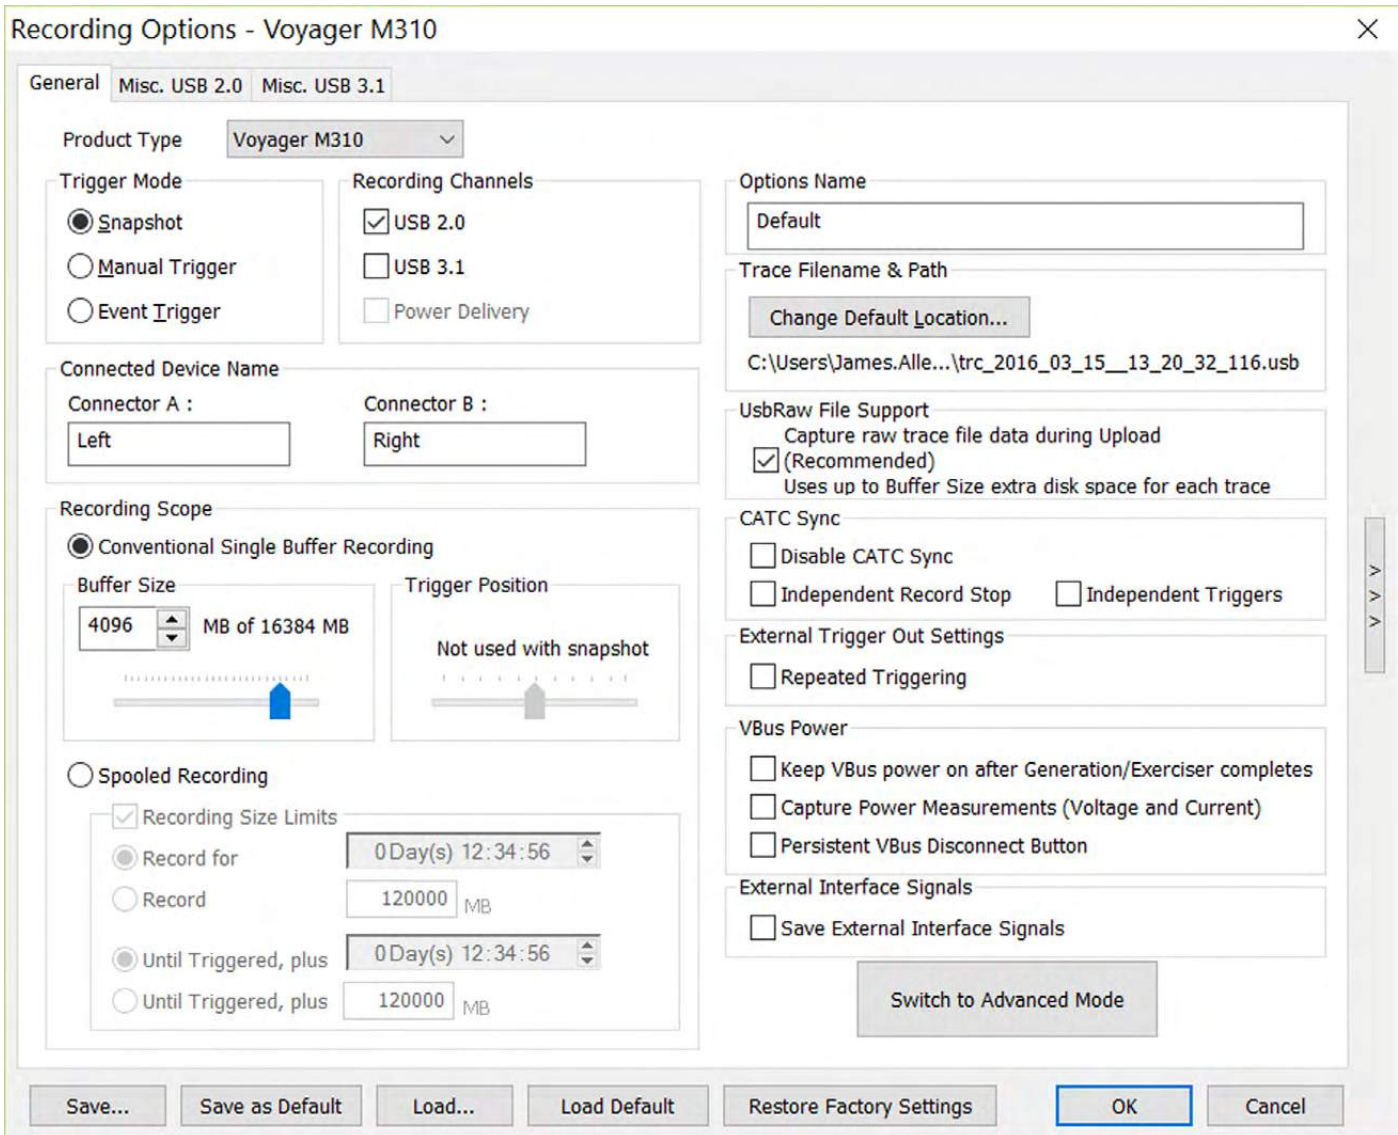 Recording Options - Voyager M310
General
Misc. USB 2.0
Misc. USB 3.1
Product Type
Voyager M310
Trigger Mode
Snapshot
Manual Trigger
Event Trigger
Recording Channels
USB 2.0
USB 3.1
Power Delivery
Connected Device Name
Connector A :
Connector B :
Left
Right
Recording Scope
Conventional Single Buffer Recording
Buffer Size
4096
MB of 16384 MB
Trigger Position
Not used with snapshot
Spooled Recording
Recording Size Limits
Record for
0Day(s) 12:34:56
Record
120000 MB
Until Triggered, plus
0Day(s) 12:34:56
Until Triggered, plus
120000 MB
Options Name
Default
Trace Filename & Path
Change Default Location...
C:\Users\James.Alle...\trc_2016_03_15__13_20_32_116.usb
UsbRaw File Support
Capture raw trace file data during Upload
(Recommended)
Uses up to Buffer Size extra disk space for each trace
CATC Sync
Disable CATC Sync
Independent Record Stop
Independent Triggers
External Trigger Out Settings
Repeated Triggering
VBus Power
Keep VBus power on after Generation/Exerciser completes
Capture Power Measurements (Voltage and Current)
Persistent VBus Disconnect Button
External Interface Signals
Save External Interface Signals
Switch to Advanced Mode
>
>
>
Save...
Save as Default
Load...
Load Default
Restore Factory Settings
OK
Cancel